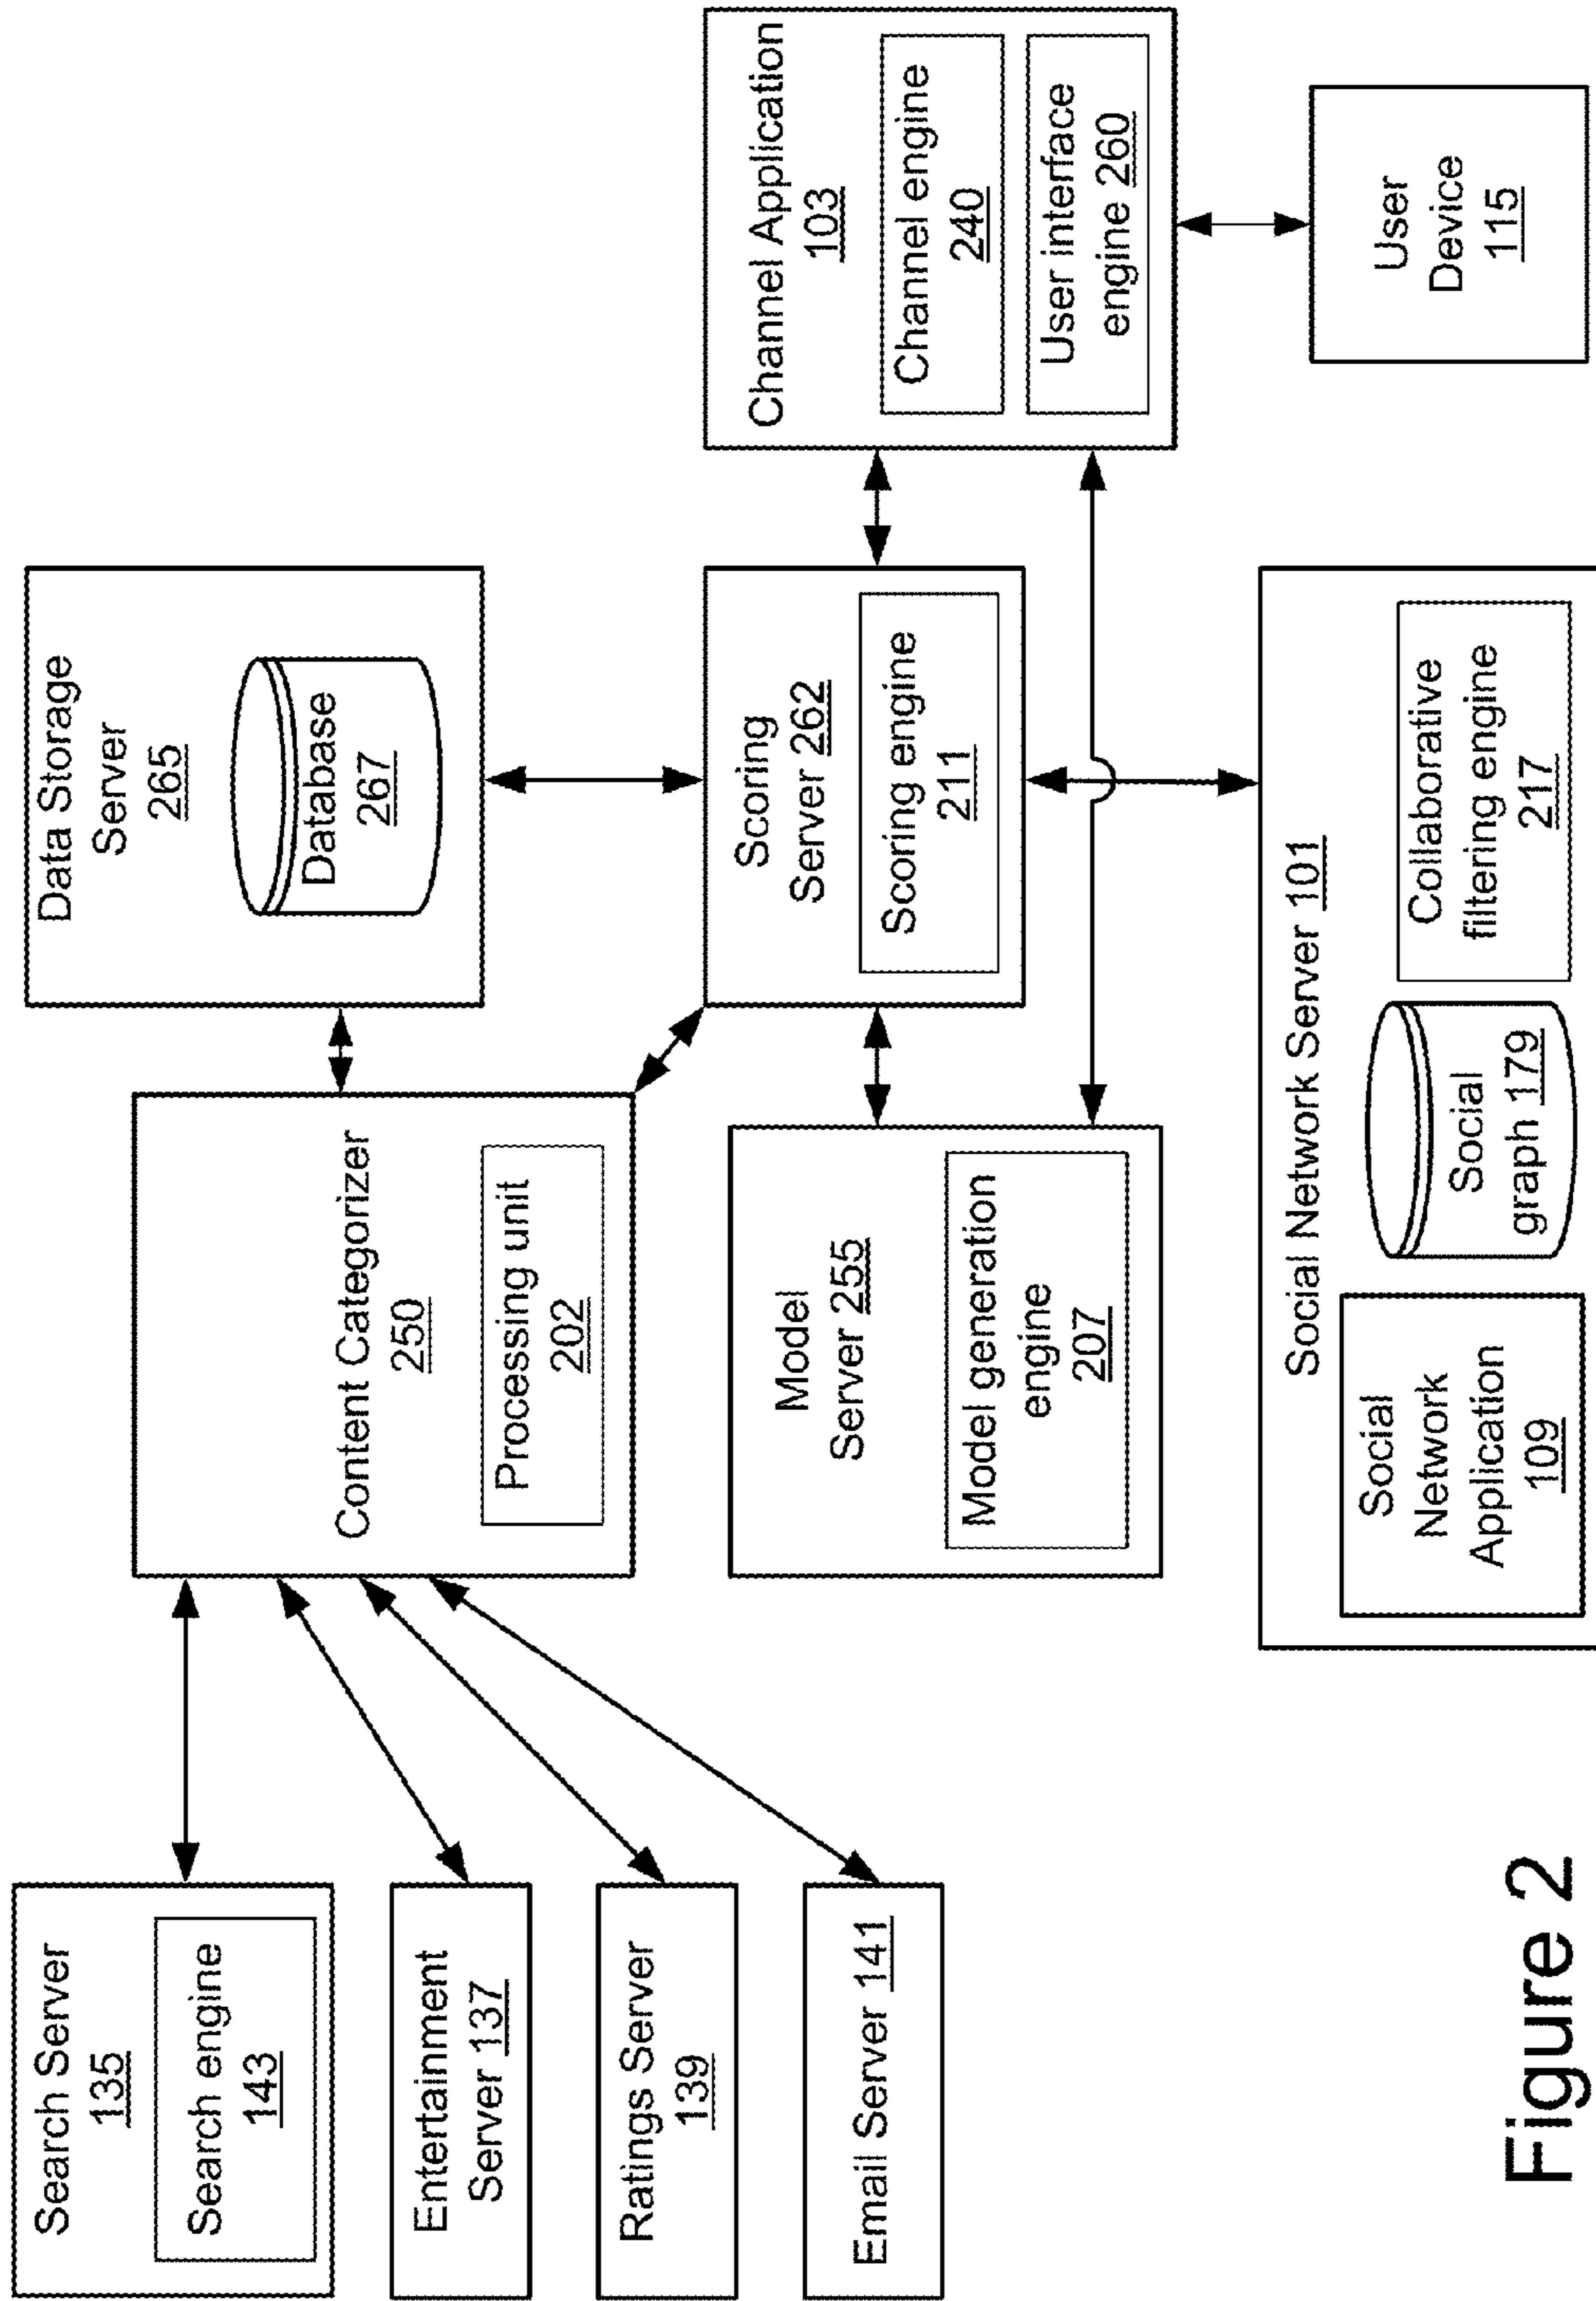 Search Server
135
Search engine
143
Entertainment
Server 137
Ratings Server
139
Email Server 141
Content Categorizer
250
Processing unit
202
Data Storage
Server
265
Database
267
Model
Server 255
Model generation
engine
207
Scoring
Server 262
Scoring engine
211
Channel Application
103
Channel engine
240
User interface
engine 260
Social Network Server 101
Social
Network
Application
109
Social
graph 179
Collaborative
filtering engine
217
User
Device
115
Figure 2